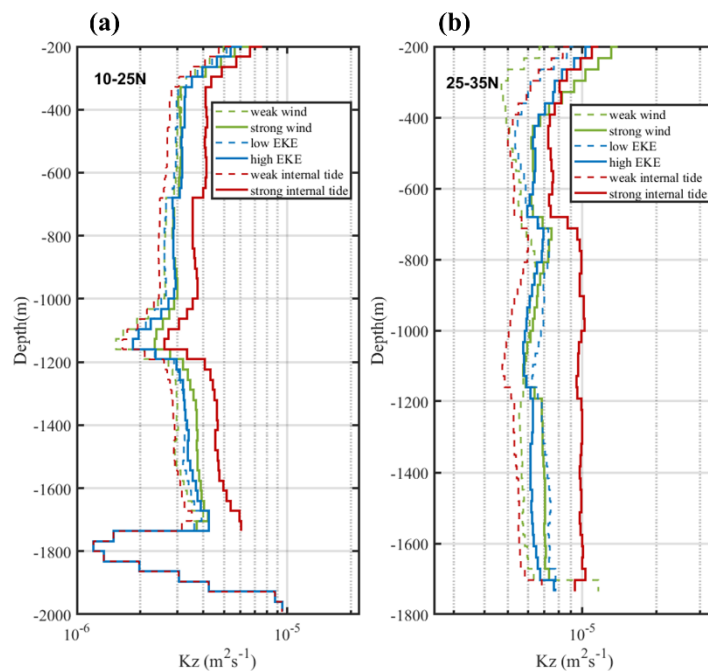 (a)
(b)
10-25N
weak wind
strong wind
low EKE
high EKE
weak internal tide
strong internal tide
-200
-400
-600
-800
-1000
-1200
-1400
-1600
-1800
-2000
Depth(m)
10⁻⁶
10⁻⁵
Kz (m²s⁻¹)
25-35N
weak wind
strong wind
low EKE
high EKE
weak internal tide
strong internal tide
-200
-400
-600
-800
-1000
-1200
-1400
-1600
-1800
Depth(m)
10⁻⁵
Kz (m²s⁻¹)